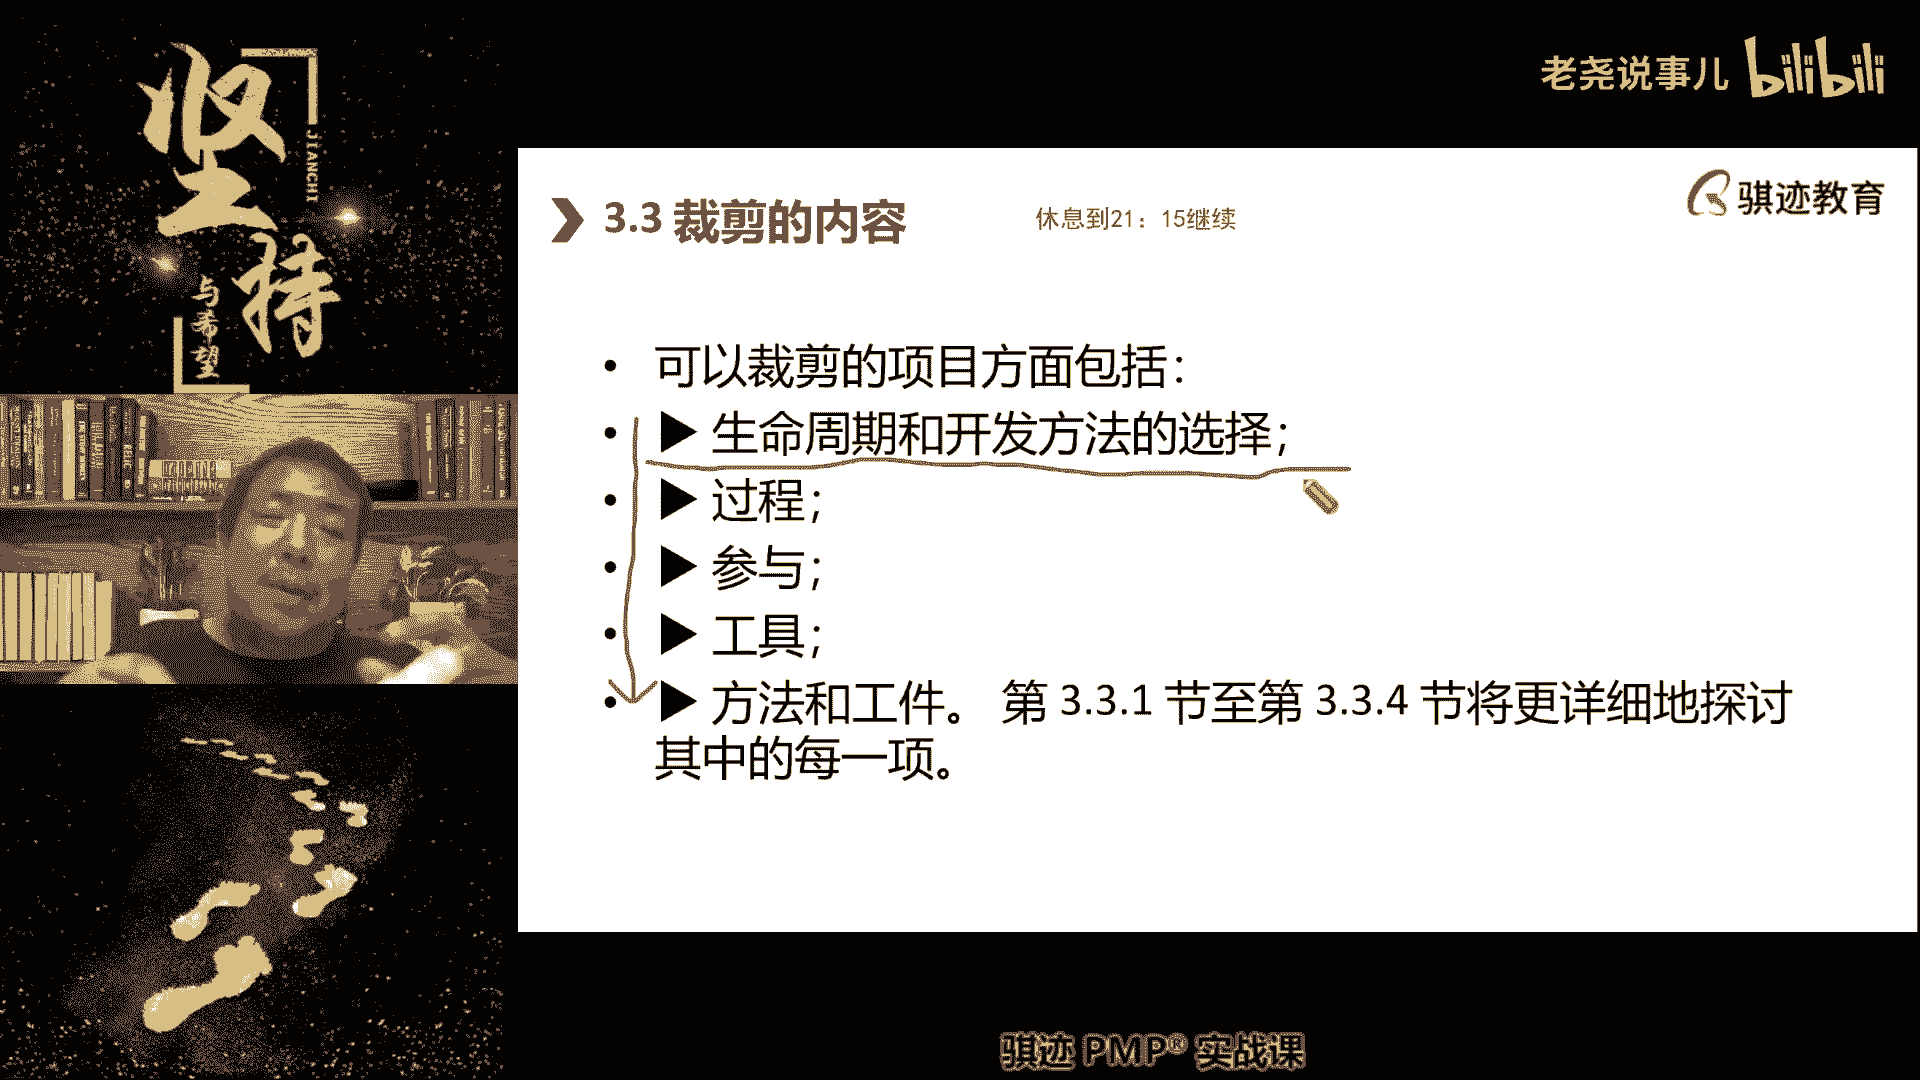 坚持
JIANCHI
与希望
老尧说事儿 bilibili
骐迹教育
3.3 裁剪的内容
休息到21：15继续
• 可以裁剪的项目方面包括：
• ▶ 生命周期和开发方法的选择；
• ▶ 过程；
• ▶ 参与；
• ▶ 工具；
• ▶ 方法和工件。 第 3.3.1 节至第 3.3.4 节将更详细地探讨
其中的每一项。
骐迹 PMP® 实战课